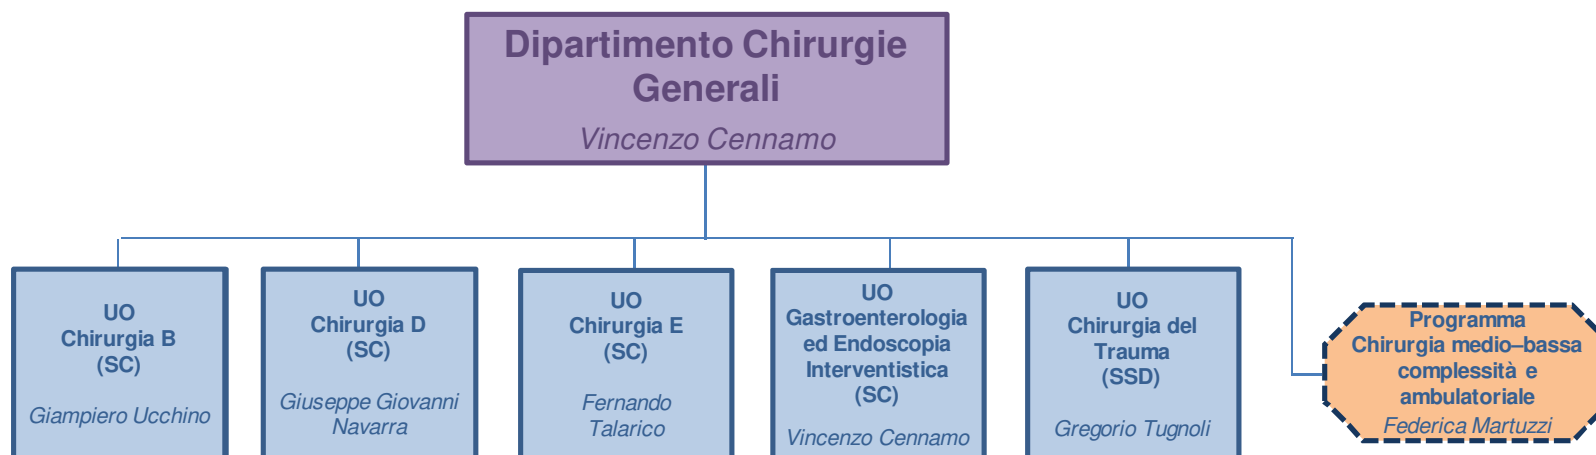 Dipartimento Chirurgie
Generali
Vincenzo Cennamo
UO
Chirurgia B
(SC)
Giampiero Ucchino
UO
Chirurgia D
(SC)
Giuseppe Giovanni
Navarra
UO
Chirurgia E
(SC)
Fernando
Talarico
UO
Gastroenterologia
ed Endoscopia
Interventistica
(SC)
Vincenzo Cennamo
UO
Chirurgia del
Trauma
(SSD)
Gregorio Tugnoli
Programma
Chirurgia medio–bassa
complessità e
ambulatoriale
Federica Martuzzi